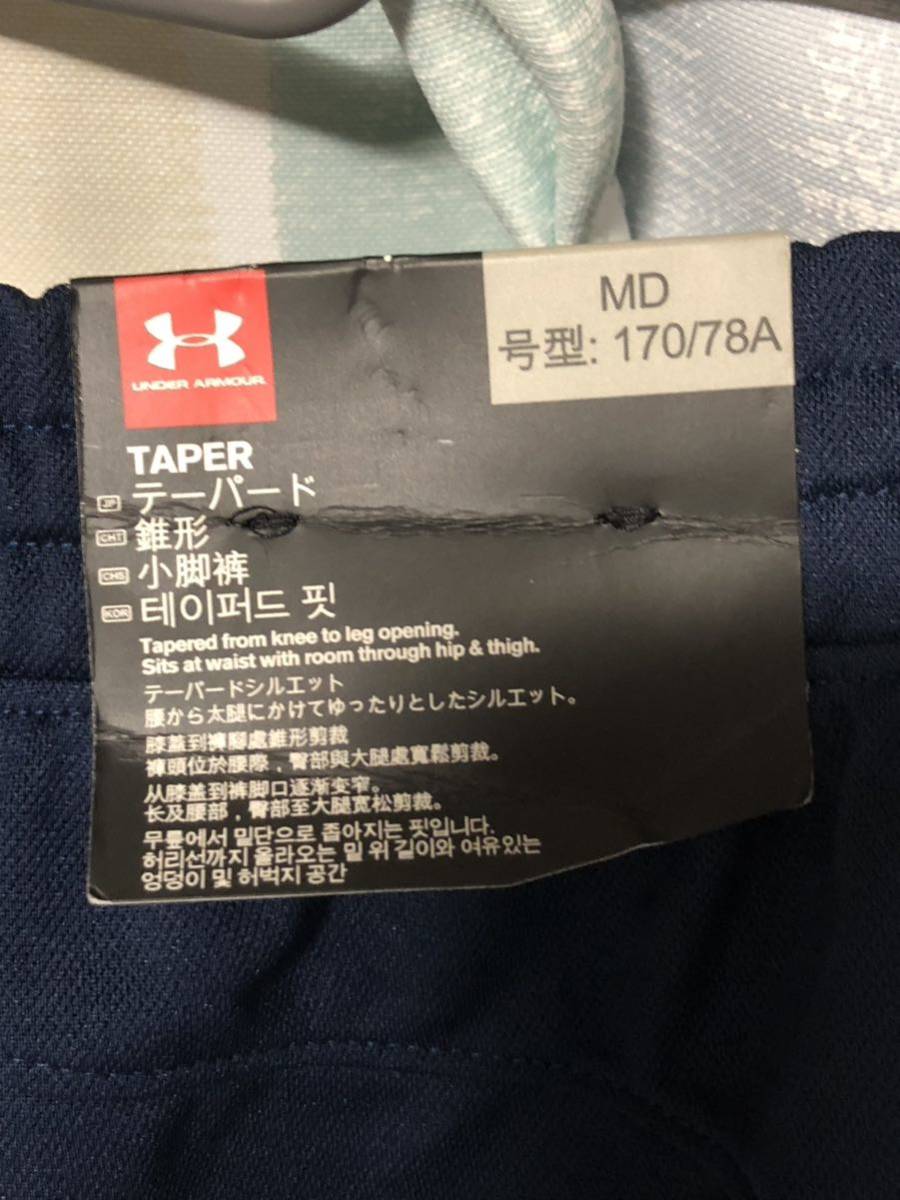 MD
号型: 170/78A
UNDER ARMOUR
TAPER
JP テーパード
CHT 錐形
CHS 小脚裤
KOR 테이퍼드 핏
Tapered from knee to leg opening.
Sits at waist with room through hip & thigh.
テーパードシルエット
腰から太腿にかけてゆったりとしたシルエット。
膝蓋到褲腳處錐形剪裁
褲頭位於腰際，臀部與大腿處寬鬆剪裁。
从膝盖到裤脚口逐渐变窄。
长及腰部，臀部至大腿宽松剪裁。
무릎에서 밑단으로 좁아지는 핏입니다.
허리선까지 올라오는 밑 위 길이와 여유있는
엉덩이 및 허벅지 공간